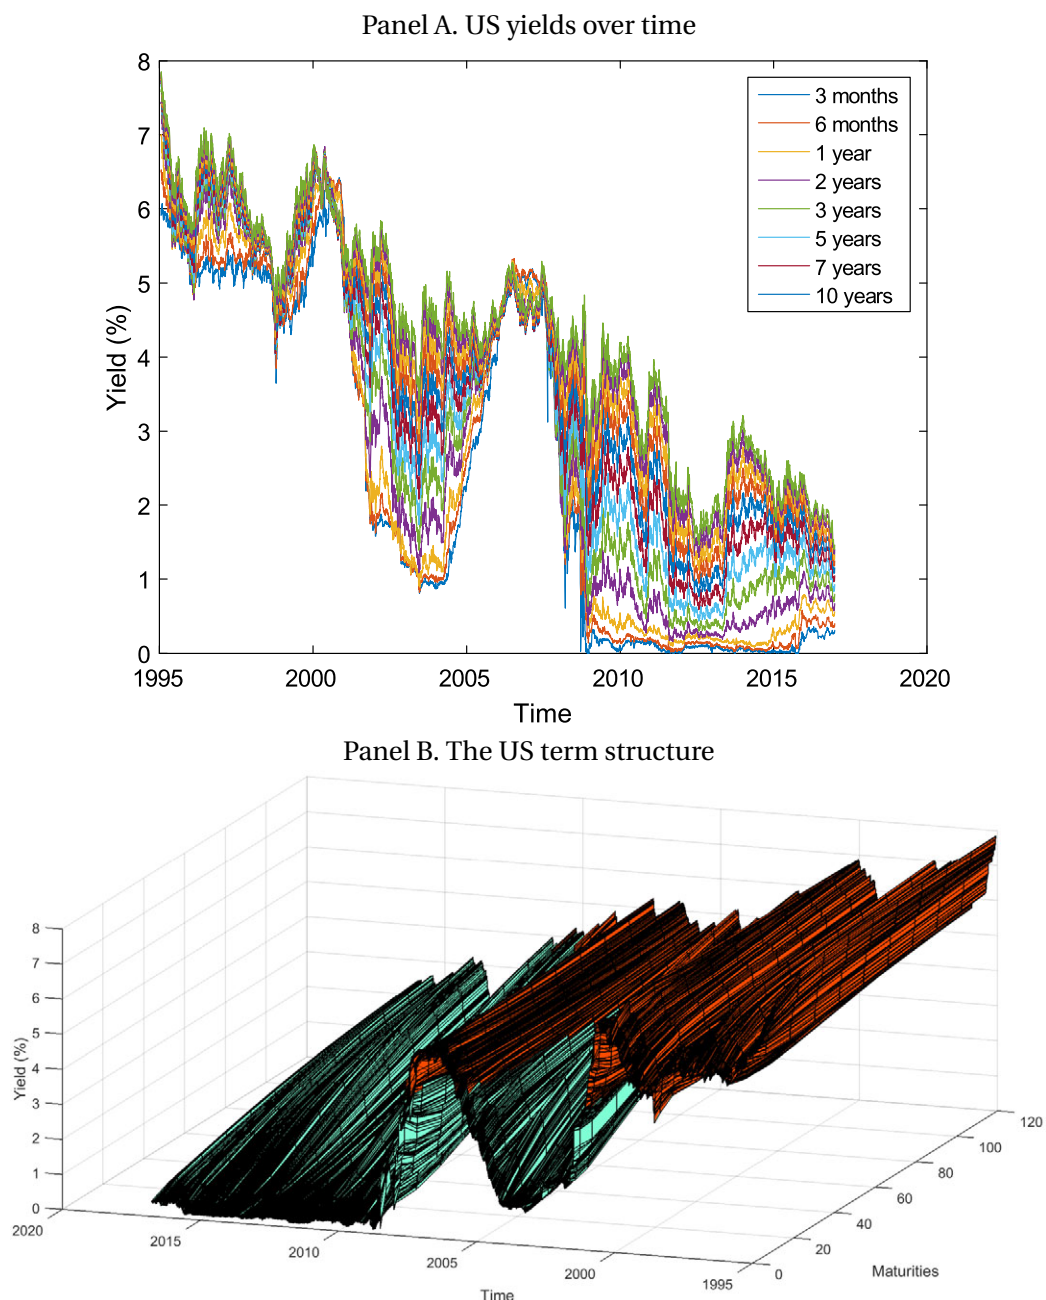 Panel A. US yields over time
8
7
6
5
4
3
2
1
0
Yield (%)
3 months
6 months
1 year
2 years
3 years
5 years
7 years
10 years
1995 2000 2005 2010 2015 2020
Time
Panel B. The US term structure
8
7
6
5
4
3
2
1
0
Yield (%)
2020
2015
2010
2005
2000
1995
Time
120
100
80
60
40
20
0
Maturities